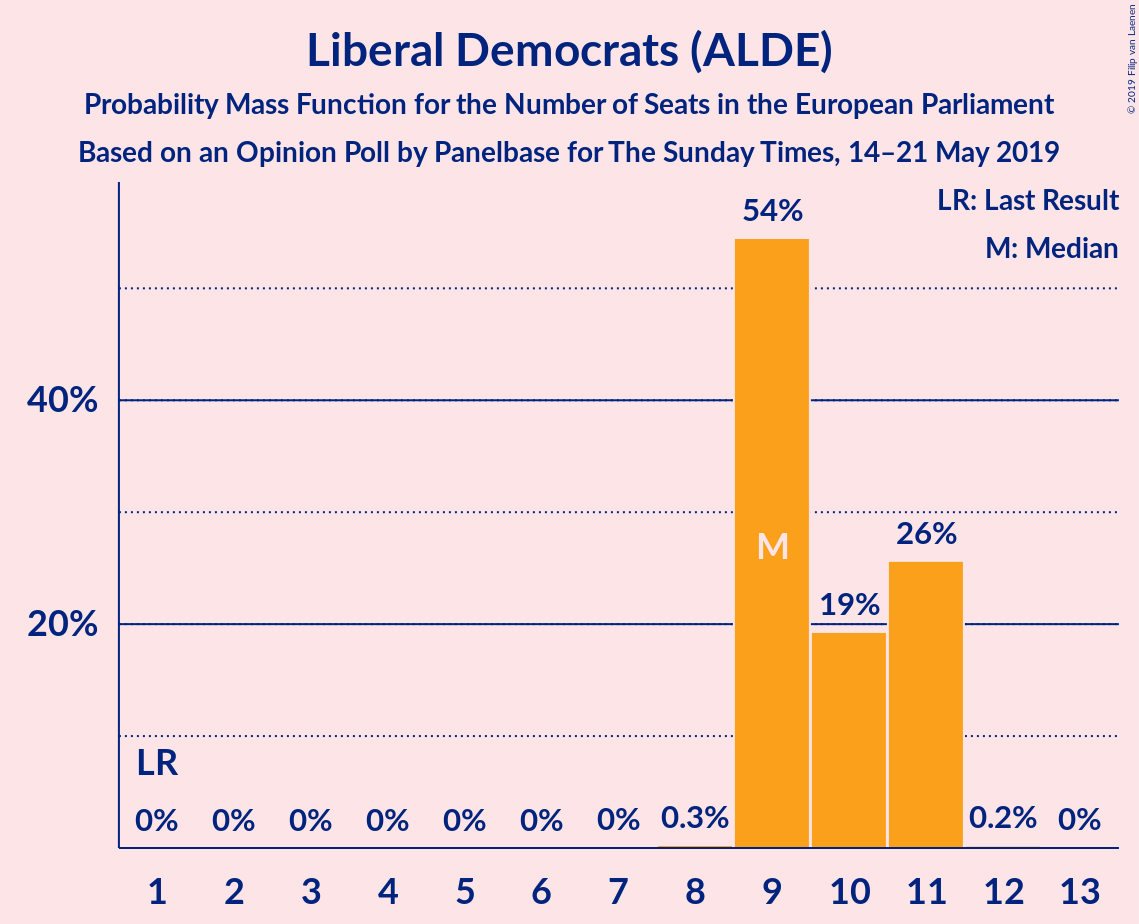 Liberal Democrats (ALDE)
Probability Mass Function for the Number of Seats in the European Parliament
Based on an Opinion Poll by Panelbase for The Sunday Times, 14–21 May 2019
© 2019 Filip van Laenen
LR: Last Result
M: Median
54%
40%
M
26%
19%
20%
LR
0% 0% 0% 0% 0% 0% 0% 0.3% 0.2% 0%
1 2 3 4 5 6 7 8 9 10 11 12 13